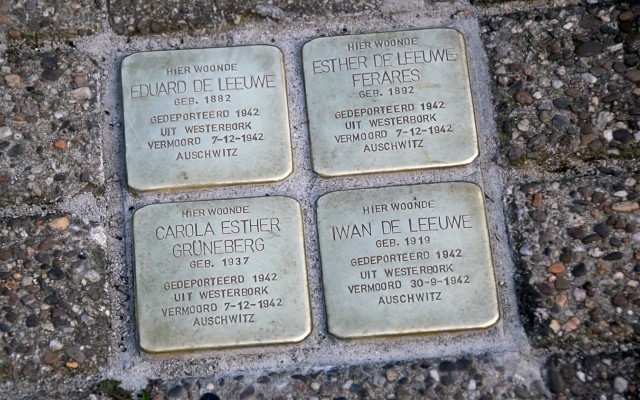 HIER WOONDE
EDUARD DE LEEUWE
GEB. 1882
GEDEPORTEERD 1942
UIT WESTERBORK
VERMOORD 7-12-1942
AUSCHWITZ
HIER WOONDE
ESTHER DE LEEUWE-
FERARES
GEB. 1892
GEDEPORTEERD 1942
UIT WESTERBORK
VERMOORD 7-12-1942
AUSCHWITZ
HIER WOONDE
CAROLA ESTHER
GRÜNEBERG
GEB. 1937
GEDEPORTEERD 1942
UIT WESTERBORK
VERMOORD 7-12-1942
AUSCHWITZ
HIER WOONDE
IWAN DE LEEUWE
GEB. 1919
GEDEPORTEERD 1942
UIT WESTERBORK
VERMOORD 30-9-1942
AUSCHWITZ